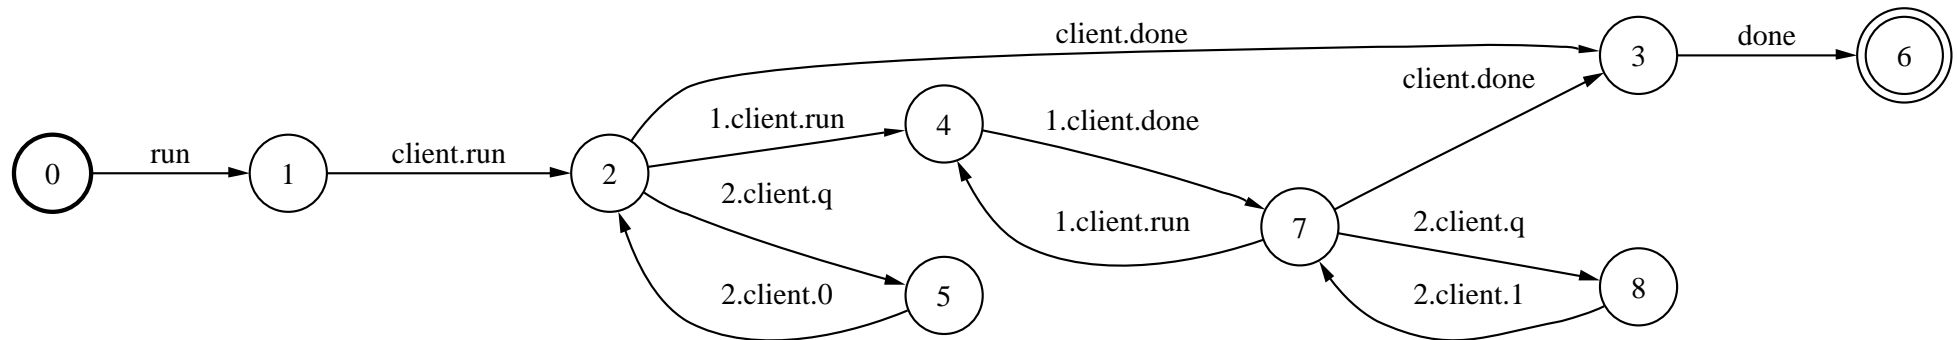 client.done
done
3
6
client.done
1.client.run
4
1.client.done
run
client.run
0
1
2
2.client.q
1.client.run
7
2.client.q
2.client.0
5
2.client.1
8